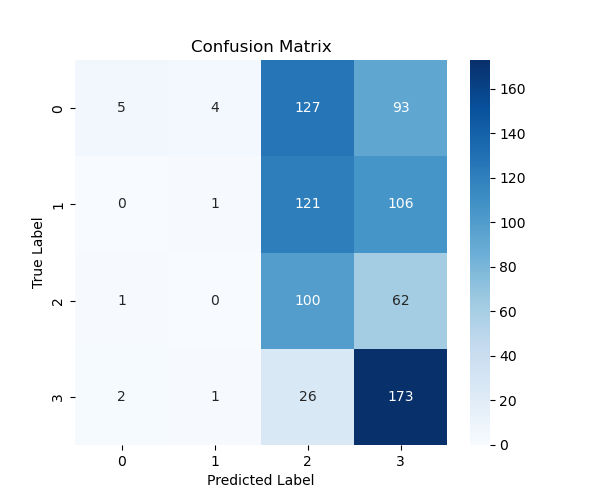 Confusion Matrix
True Label
0 5 4 127 93
1 0 1 121 106
2 1 0 100 62
3 2 1 26 173
0 1 2 3
Predicted Label
160
140
120
100
80
60
40
20
0